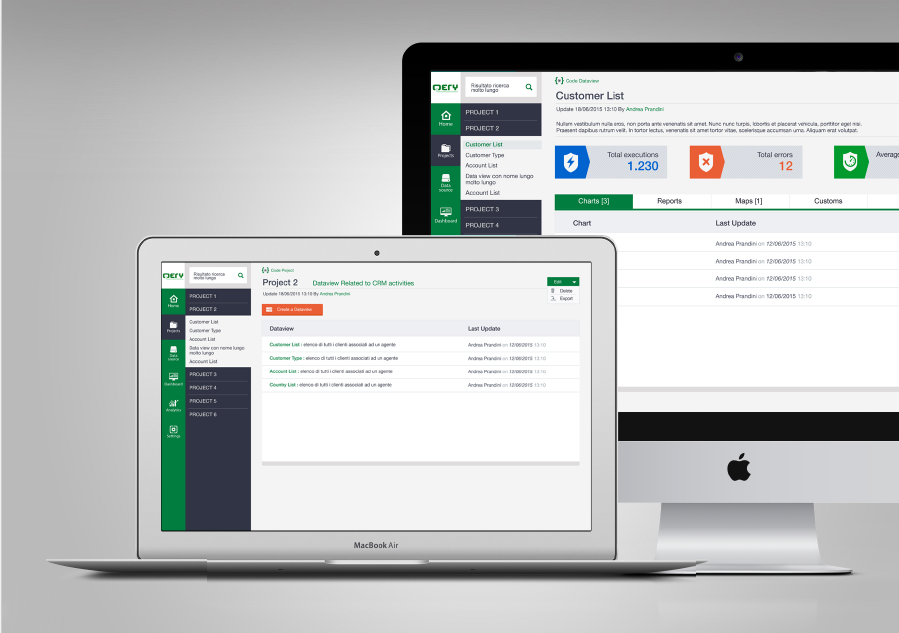 QERY
Risultato ricerca
molto lungo
Home
Projects
Data
source
Dashboard
PROJECT 1
PROJECT 2
Customer List
Customer Type
Account List
Data view con nome lungo
molto lungo
Account List
PROJECT 3
PROJECT 4
{x} Code Dataview
Customer List
Update 18/06/2015 13:10 By Andrea Prandini
Nullam vestibulum nulla eros, non porta ante venenatis sit amet. Nunc nunc turpis, lobortis et placerat vehicula, porttitor eget nisi.
Praesent dapibus rutrum velit. In tortor lectus, venenatis sit amet tortor vitae, scelerisque accumsan urna. Aliquam erat volutpat.
Total executions
1.230
Total errors
12
Average
Charts [3]
Reports
Maps [1]
Customs
Chart
Last Update
Andrea Prandini on 12/06/2015 13:10
Andrea Prandini on 12/06/2015 13:10
Andrea Prandini on 12/06/2015 13:10
Andrea Prandini on 12/06/2015 13:10
QERY
Risultato ricerca
molto lungo
Home
Projects
Data
source
Dashboard
Analytics
Settings
PROJECT 1
PROJECT 2
Customer List
Customer Type
Account List
Data view con nome lungo
molto lungo
Account List
PROJECT 3
PROJECT 4
PROJECT 5
PROJECT 6
{x} Code Project
Project 2 Dataview Related to CRM activities
Update 18/06/2015 13:10 By Andrea Prandini
Edit
Delete
Export
Create a Dataview
Dataview
Last Update
Customer List : elenco di tutti i clienti associati ad un agente
Andrea Prandini on 12/06/2015 13:10
Customer Type : elenco di tutti i clienti associati ad un agente
Andrea Prandini on 12/06/2015 13:10
Account List : elenco di tutti i clienti associati ad un agente
Andrea Prandini on 12/06/2015 13:10
Country List : elenco di tutti i clienti associati ad un agente
Andrea Prandini on 12/06/2015 13:10
MacBook Air